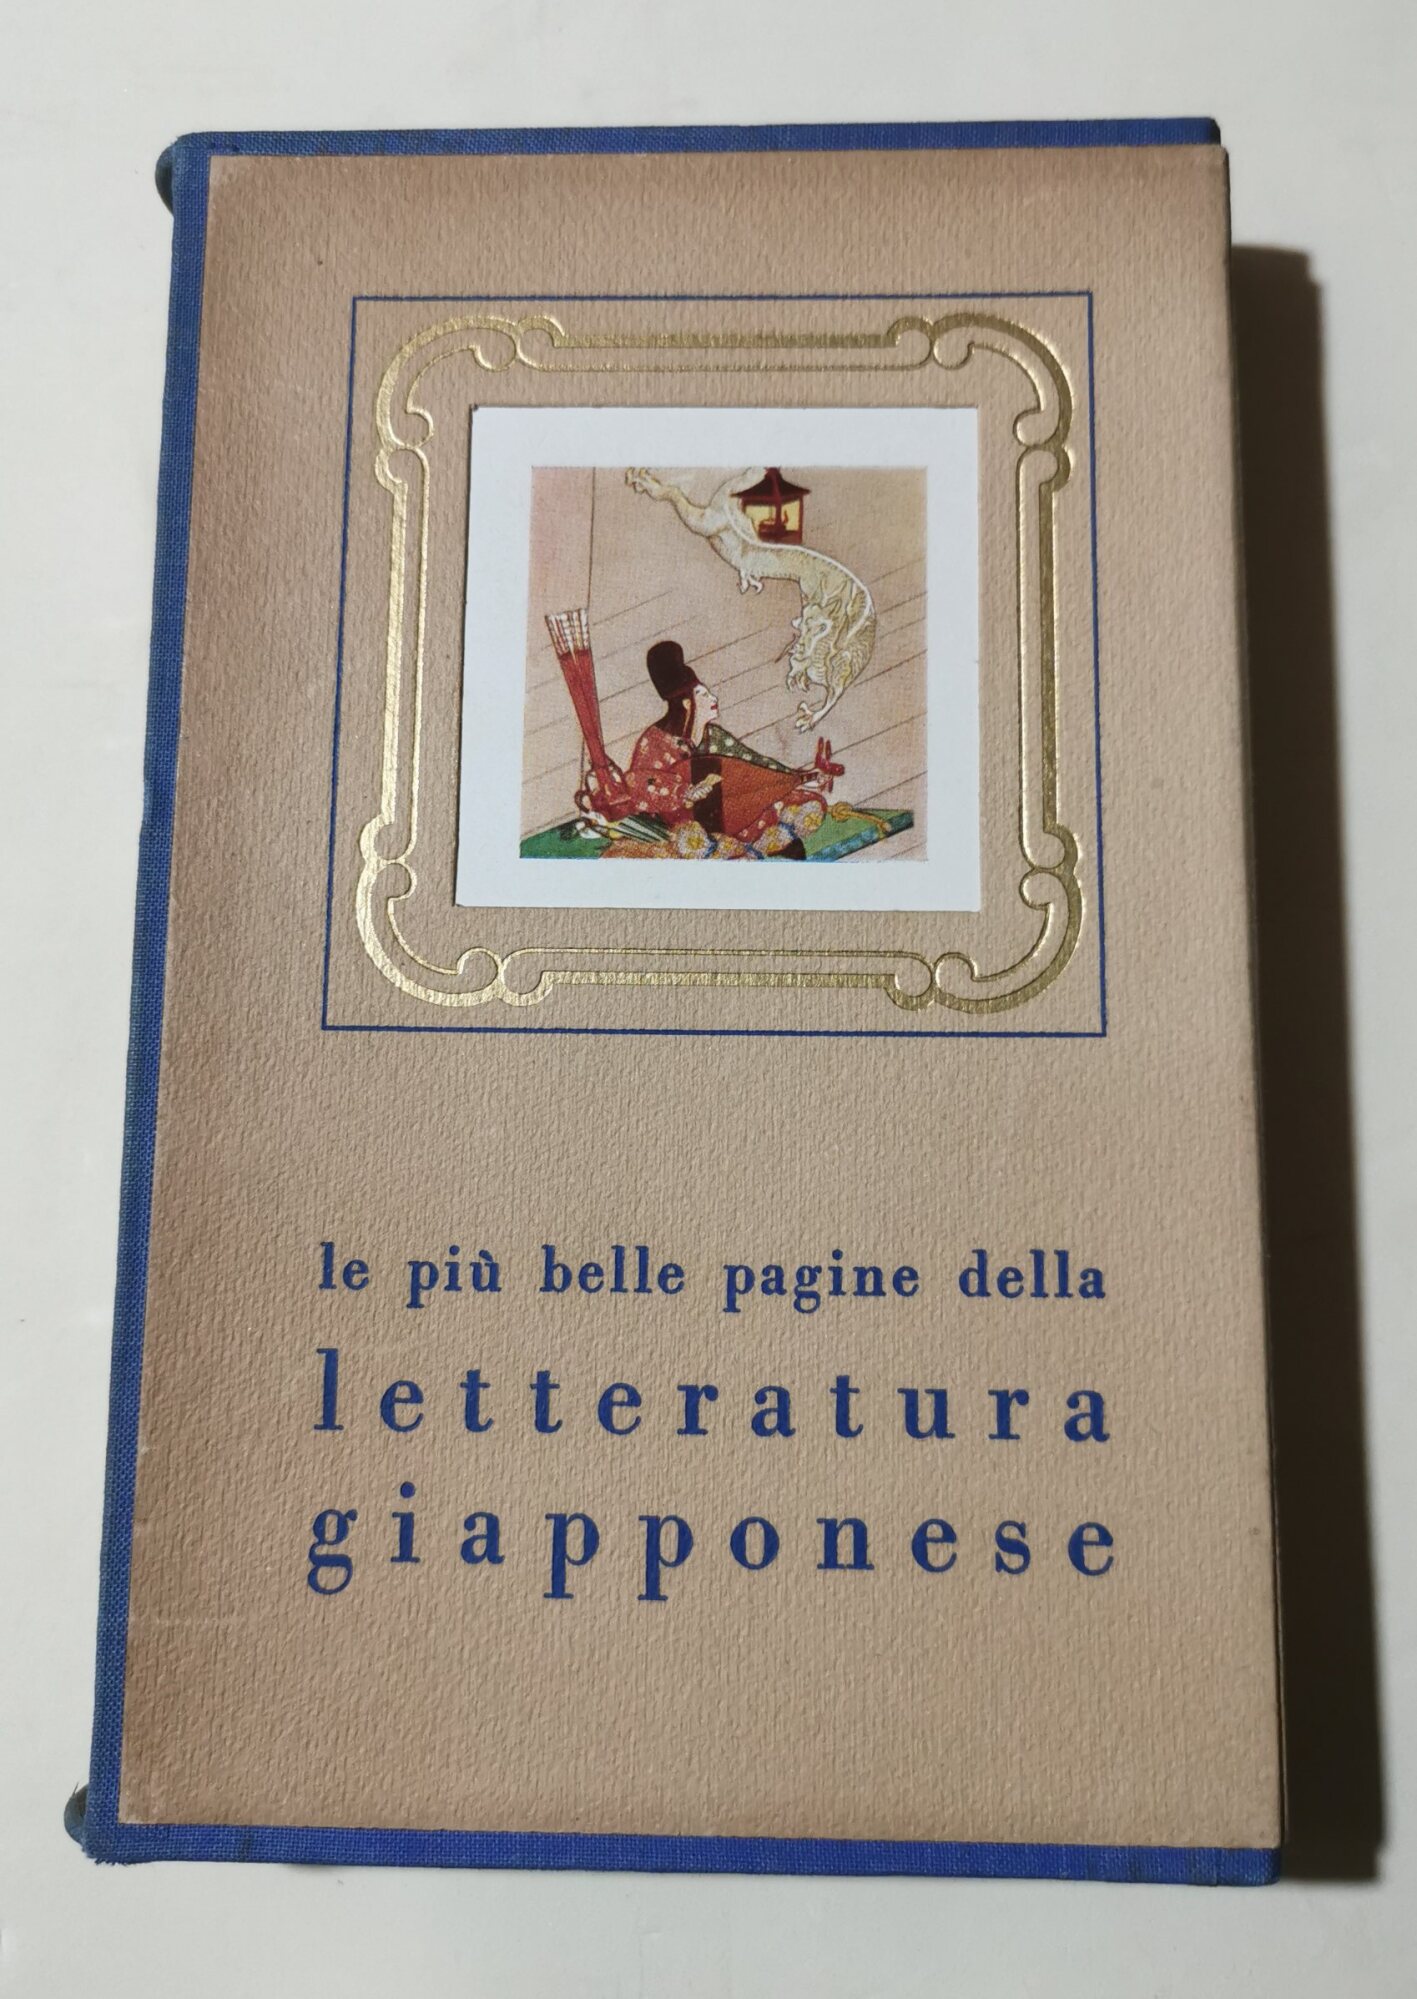 le più belle pagine della
letteratura
giapponese